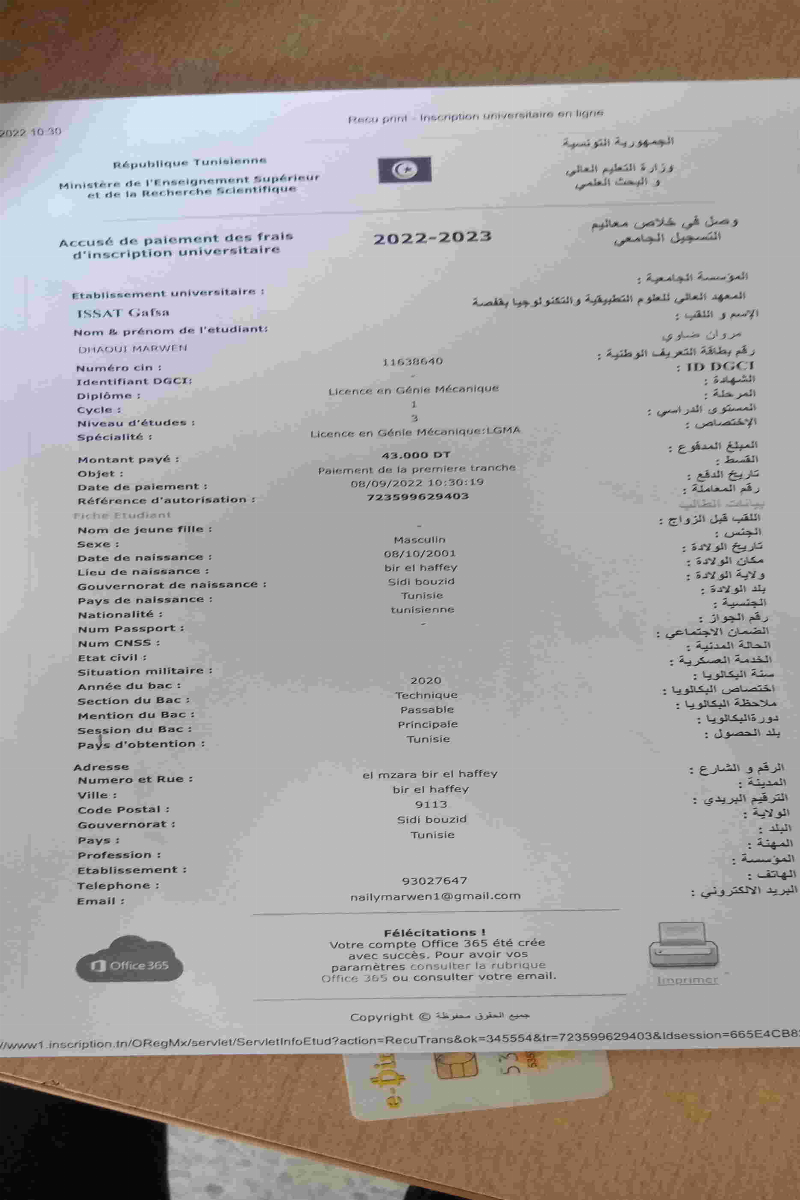 2022 10:30
Recu print - Inscription universitaire en ligne
République Tunisienne
الجمهورية التونسية
Ministère de l'Enseignement Supérieur
et de la Recherche Scientifique
وزارة التعليم العالي
و البحث العلمي
Accusé de paiement des frais
d'inscription universitaire
2022-2023
وصل في خلاص معاليم
التسجيل الجامعي
Etablissement universitaire :
المؤسسة الجامعية :
ISSAT Gafsa
المعهد العالي للعلوم التطبيقية و التكنولوجيا بقفصة
Nom & prénom de l'etudiant:
الإسم و اللقب :
DHAOUI MARWEN
مروان ضاوي
Numéro cin : 11638640 رقم بطاقة التعريف الوطنية :
Identifiant DGCI: - ID DGCI :
Diplôme : Licence en Génie Mécanique الشهادة :
Cycle : 1 المرحلة :
Niveau d'études : 3 المستوى الدراسي :
Spécialité : Licence en Génie Mécanique:LGMA الإختصاص :
Montant payé : 43.000 DT المبلغ المدفوع :
Objet : Paiement de la premiere tranche القسط :
Date de paiement : 08/09/2022 10:30:19 تاريخ الدفع :
Référence d'autorisation : 723599629403 رقم المعاملة :
Fiche Etudiant بيانات الطالب
Nom de jeune fille : - اللقب قبل الزواج :
Sexe : Masculin الجنس :
Date de naissance : 08/10/2001 تاريخ الولادة :
Lieu de naissance : bir el haffey مكان الولادة :
Gouvernorat de naissance : Sidi bouzid ولاية الولادة :
Pays de naissance : Tunisie بلد الولادة :
Nationalité : tunisienne الجنسية :
Num Passport : - رقم الجواز :
Num CNSS : الضمان الاجتماعي :
Etat civil : الحالة المدنية :
Situation militaire : الخدمة العسكرية :
Année du bac : 2020 سنة البكالويا :
Section du Bac : Technique اختصاص البكالويا :
Mention du Bac : Passable ملاحظة البكالويا :
Session du Bac : Principale دورةالبكالويا :
Pays d'obtention : Tunisie بلد الحصول :
Adresse
Numero et Rue : el mzara bir el haffey الرقم و الشارع :
Ville : bir el haffey المدينة :
Code Postal : 9113 الترقيم البريدي :
Gouvernorat : Sidi bouzid الولاية :
Pays : Tunisie البلد :
Profession : المهنة :
Etablissement : المؤسسة :
Telephone : 93027647 الهاتف :
Email : nailymarwen1@gmail.com البريد الالكتروني :
Félécitations !
Votre compte Office 365 été crée
avec succès. Pour avoir vos
paramètres consulter la rubrique
Office 365 ou consulter votre email.
Office 365
Imprimer
Copyright © جميع الحقوق محفوظة
//www1.inscription.tn/ORegMx/servlet/ServletInfoEtud?action=RecuTrans&ok=345554&tr=723599629403&Idsession=665E4CB8
e-Din
53